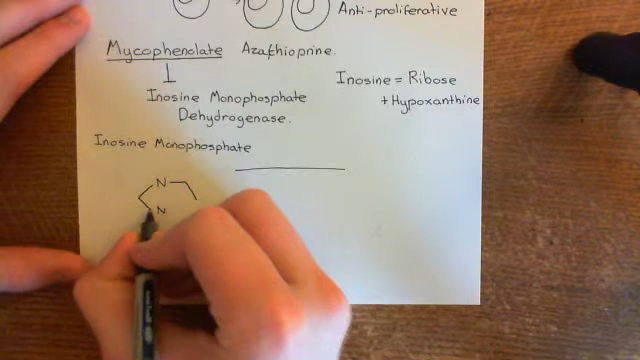 Anti-proliferative
Mycophenolate Azathioprine.
Inosine = Ribose
+ Hypoxanthine
Inosine Monophosphate
Dehydrogenase.
Inosine Monophosphate
N
N